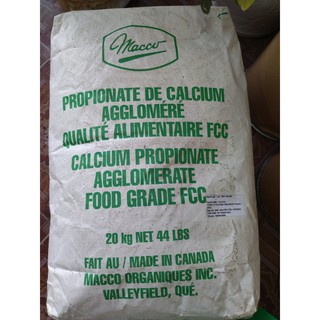 Macco
PROPIONATE DE CALCIUM
AGGLOMÉRÉ
QUALITÉ ALIMENTAIRE FCC
CALCIUM PROPIONATE
AGGLOMERATE
FOOD GRADE FCC
20 kg NET 44 LBS
FAIT AU / MADE IN CANADA
MACCO ORGANIQUES INC.
VALLEYFIELD, QUÉ.